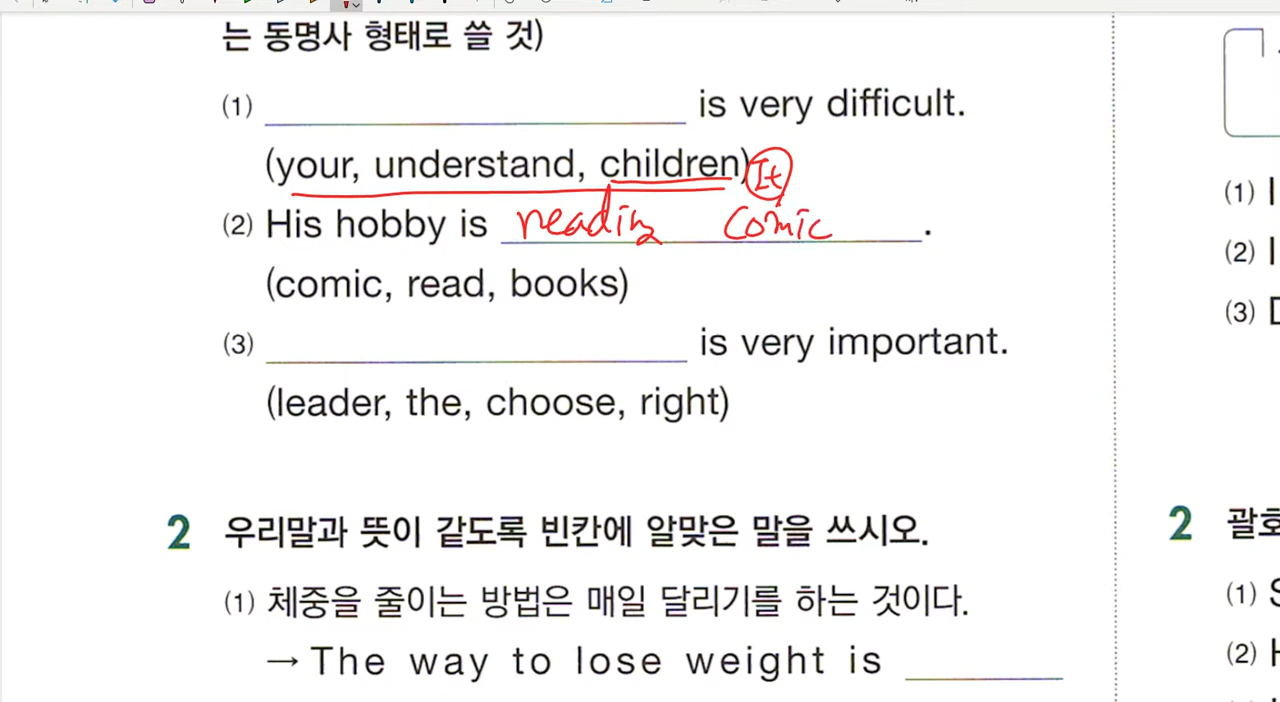 는 동명사 형태로 쓸 것)
(1) ____ is very difficult.
(your, understand, children) It
(2) His hobby is reading comic .
(comic, read, books)
(3) ____ is very important.
(leader, the, choose, right)
2 우리말과 뜻이 같도록 빈칸에 알맞은 말을 쓰시오.
(1) 체중을 줄이는 방법은 매일 달리기를 하는 것이다.
→ The way to lose weight is ____
(1) I
(2) I
(3)
2 괄호
(1) S
(2) H